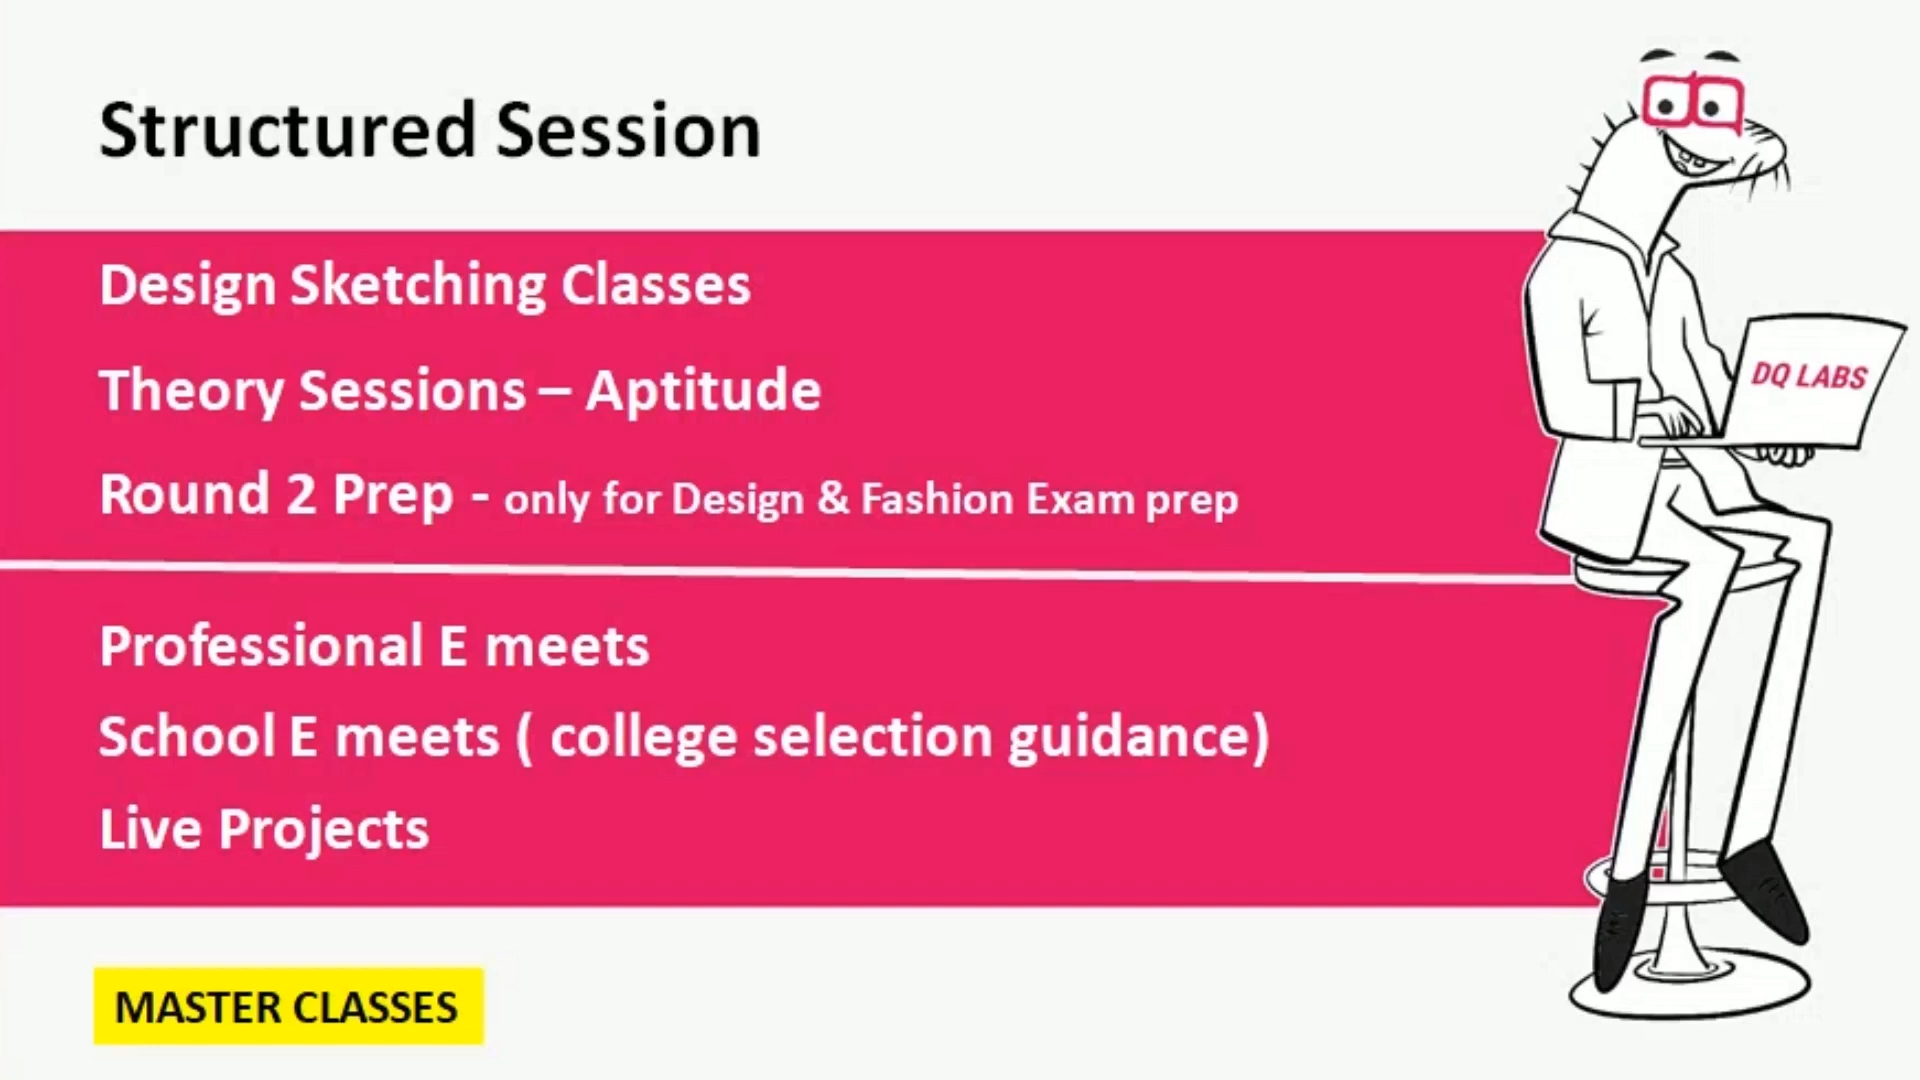 Structured Session
Design Sketching Classes
Theory Sessions – Aptitude
Round 2 Prep - only for Design & Fashion Exam prep
Professional E meets
School E meets ( college selection guidance)
Live Projects
MASTER CLASSES
DQ LABS